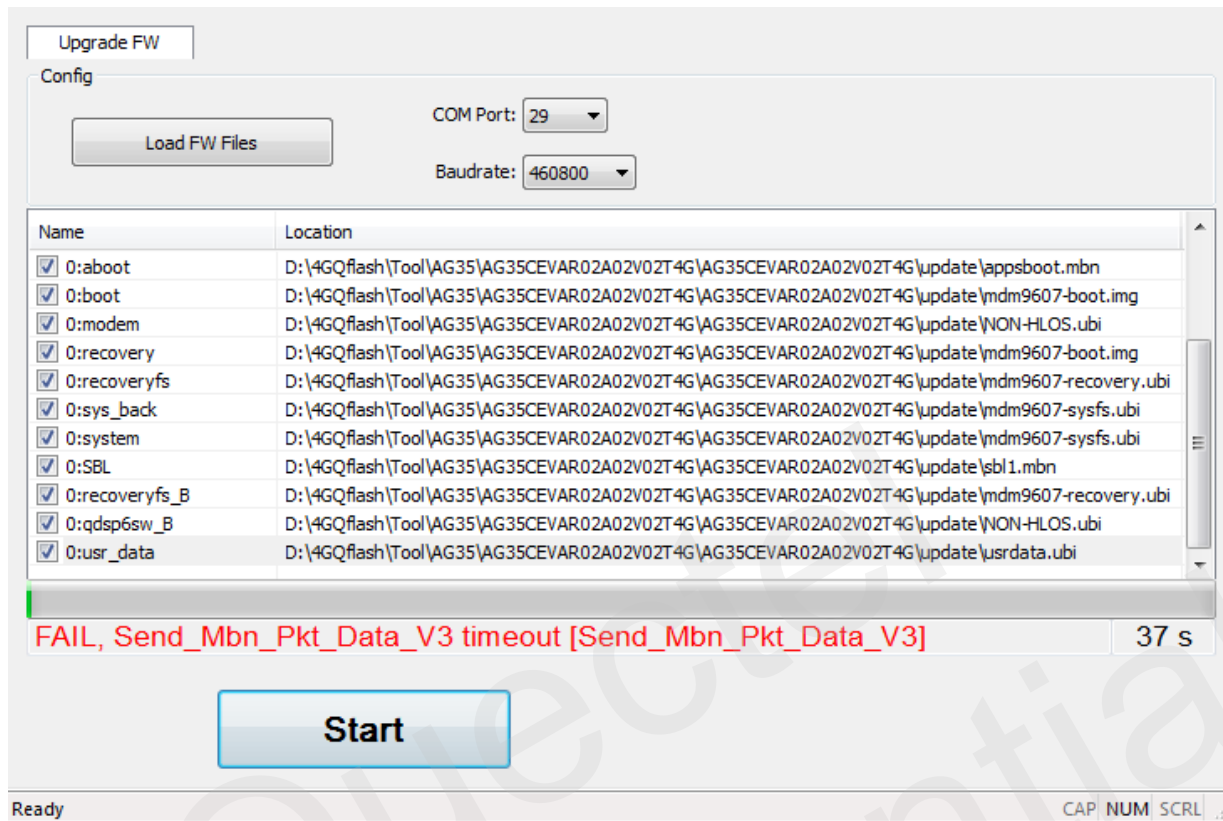 Upgrade FW
Config
Load FW Files
COM Port: 29
Baudrate: 460800
Name Location
0:aboot D:\4GQflash\Tool\AG35\AG35CEVAR02A02V02T4G\AG35CEVAR02A02V02T4G\update\appsboot.mbn
0:boot D:\4GQflash\Tool\AG35\AG35CEVAR02A02V02T4G\AG35CEVAR02A02V02T4G\update\mdm9607-boot.img
0:modem D:\4GQflash\Tool\AG35\AG35CEVAR02A02V02T4G\AG35CEVAR02A02V02T4G\update\NON-HLOS.ubi
0:recovery D:\4GQflash\Tool\AG35\AG35CEVAR02A02V02T4G\AG35CEVAR02A02V02T4G\update\mdm9607-boot.img
0:recoveryfs D:\4GQflash\Tool\AG35\AG35CEVAR02A02V02T4G\AG35CEVAR02A02V02T4G\update\mdm9607-recovery.ubi
0:sys_back D:\4GQflash\Tool\AG35\AG35CEVAR02A02V02T4G\AG35CEVAR02A02V02T4G\update\mdm9607-sysfs.ubi
0:system D:\4GQflash\Tool\AG35\AG35CEVAR02A02V02T4G\AG35CEVAR02A02V02T4G\update\mdm9607-sysfs.ubi
0:SBL D:\4GQflash\Tool\AG35\AG35CEVAR02A02V02T4G\AG35CEVAR02A02V02T4G\update\sbl1.mbn
0:recoveryfs_B D:\4GQflash\Tool\AG35\AG35CEVAR02A02V02T4G\AG35CEVAR02A02V02T4G\update\mdm9607-recovery.ubi
0:qdsp6sw_B D:\4GQflash\Tool\AG35\AG35CEVAR02A02V02T4G\AG35CEVAR02A02V02T4G\update\NON-HLOS.ubi
0:usr_data D:\4GQflash\Tool\AG35\AG35CEVAR02A02V02T4G\AG35CEVAR02A02V02T4G\update\usrdata.ubi
FAIL, Send_Mbn_Pkt_Data_V3 timeout [Send_Mbn_Pkt_Data_V3] 37 s
Start
Quectel
Ready CAP NUM SCRL